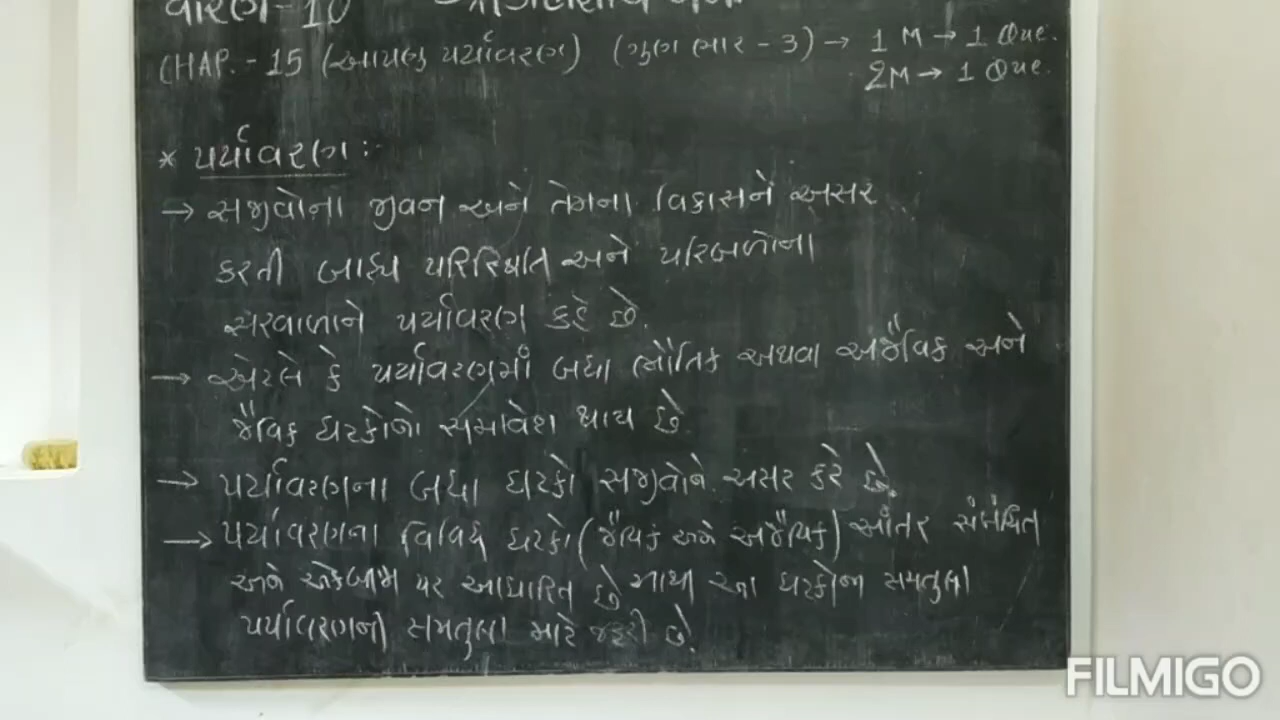 ધોરણ-10
CHAP. - 15 (આપણું પર્યાવરણ) (ગુણ ભાર - 3) → 1 M → 1 Que.
2M → 1 Que.
* પર્યાવરણ :-
→ સજીવોના જીવન અને તેમના વિકાસને અસર
કરતી બાહ્ય પરિસ્થિતિ અને પરિબળોના
સરવાળાને પર્યાવરણ કહે છે.
→ એટલે કે પર્યાવરણમાં બધા ભૌતિક અથવા અજૈવિક અને
જૈવિક ઘટકોનો સમાવેશ થાય છે.
→ પર્યાવરણના બધા ઘટકો સજીવોને અસર કરે છે.
→ પર્યાવરણના વિવિધ ઘટકો (જૈવિક અને અજૈવિક) આંતર સંબંધિત
અને એકબીજા પર આધારિત છે આ ઘટકોની સમતુલા
પર્યાવરણની સમતુલા માટે જરૂરી છે.
FILMIGO